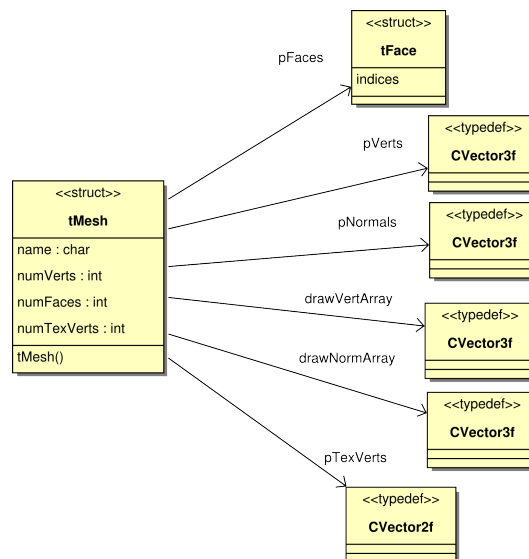 <<struct>>
tFace
indices
pFaces
<<typedef>>
CVector3f
pVerts
<<struct>>
tMesh
name : char
numVerts : int
numFaces : int
numTexVerts : int
tMesh()
pNormals
<<typedef>>
CVector3f
drawVertArray
<<typedef>>
CVector3f
drawNormArray
<<typedef>>
CVector3f
pTexVerts
<<typedef>>
CVector2f